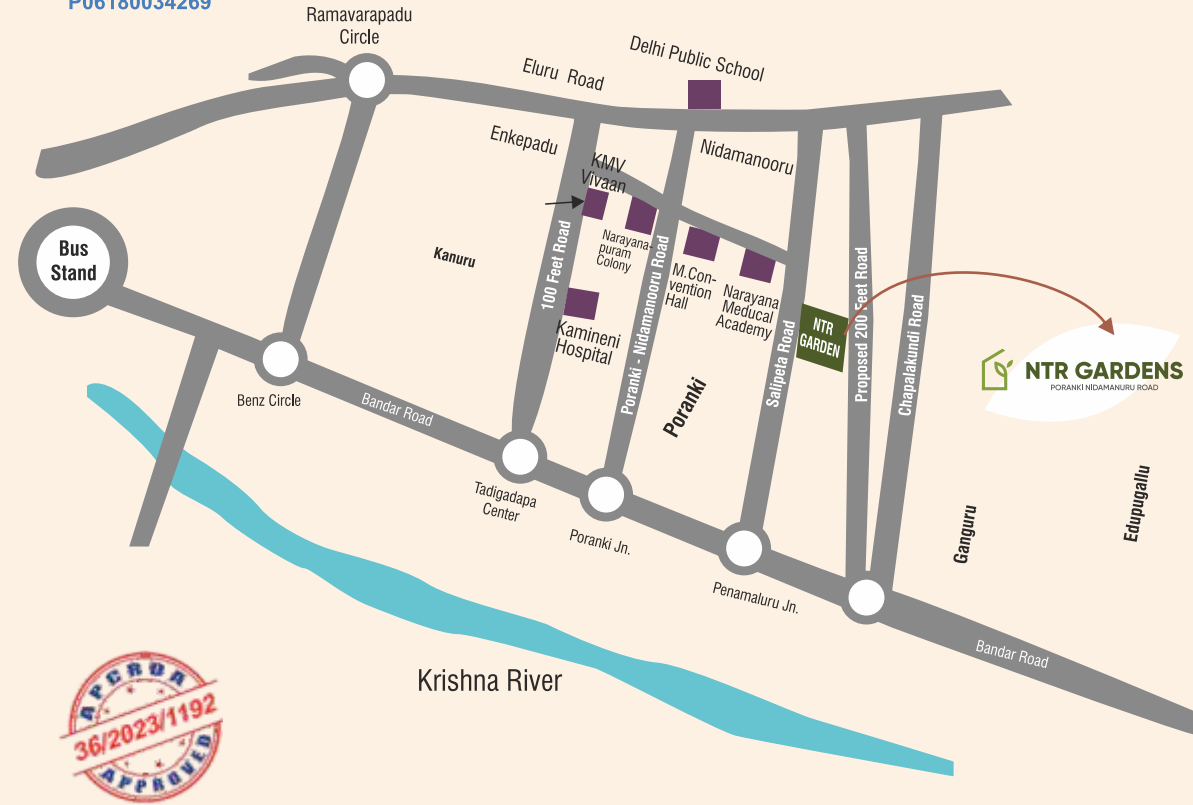 P06180034269
Ramavarapadu
Circle
Delhi Public School
Eluru Road
Enkepadu
Nidamanooru
KMV
Vivaan
Narayana-
puram
Colony
M.Con-
vention
Hall
Narayana
Meducal
Academy
Bus
Stand
Kanuru
100 Feet Road
Kamineni
Hospital
Poranki - Nidamanooru Road
Poranki
Salipeta Road
NTR
GARDEN
Proposed 200 Feet Road
Chapalakundi Road
NTR GARDENS
PORANKI NIDAMANURU ROAD
Benz Circle
Bandar Road
Tadigadapa
Center
Poranki Jn.
Penamaluru Jn.
Ganguru
Edupugallu
Bandar Road
Krishna River
APCRDA
36/2023/1192
APPROVED